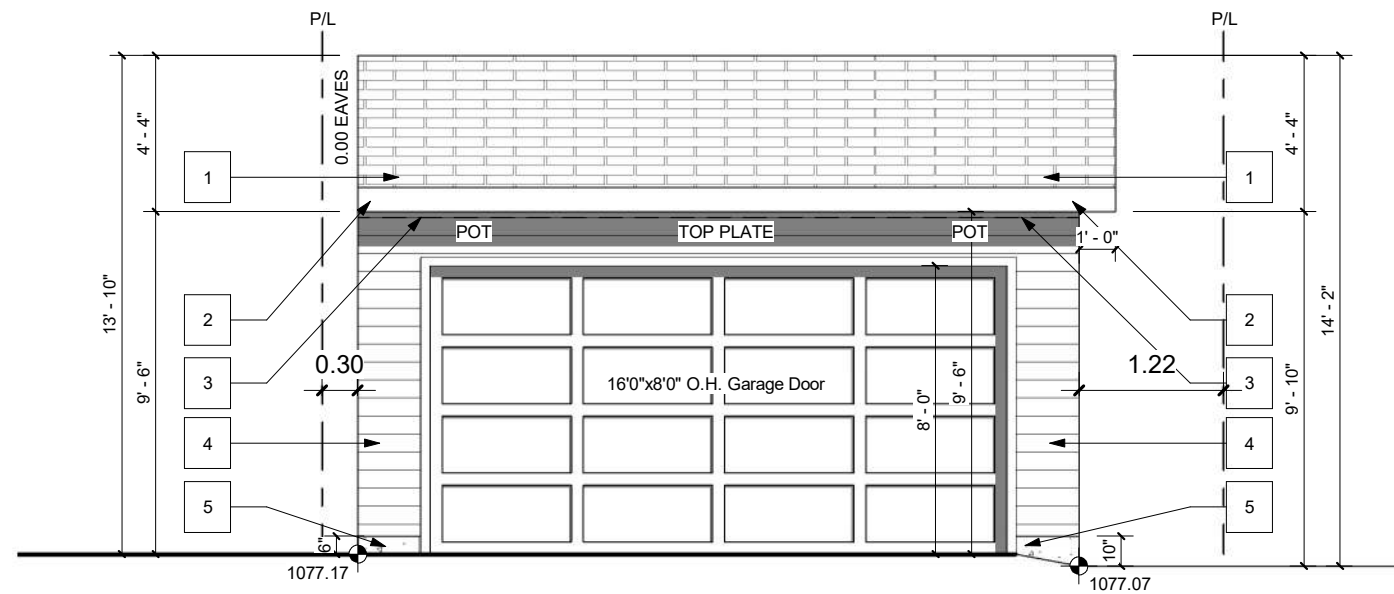 P/L
P/L
0.00 EAVES
4' - 4"
4' - 4"
1
1
POT
TOP PLATE
POT
1' - 0"
13' - 10"
14' - 2"
2
2
0.30
1.22
3
3
16'0"x8'0" O.H. Garage Door
9' - 6"
8' - 0"
9' - 6"
9' - 10"
4
4
5
5
6"
10"
1077.17
1077.07